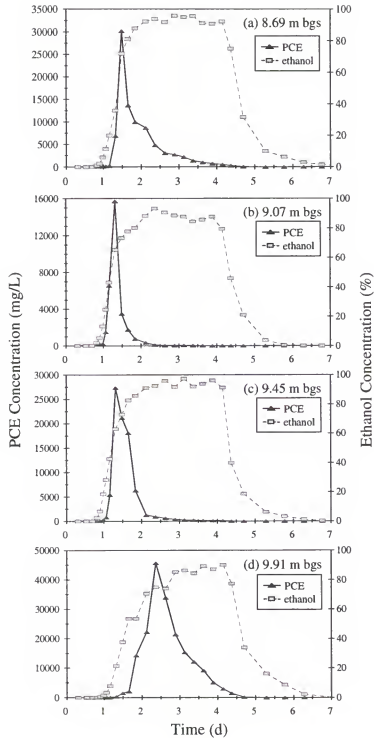 PCE Concentration (mg/L)
Ethanol Concentration (%)
(a) 8.69 m bgs
PCE
ethanol
35000
30000
25000
20000
15000
10000
5000
0
100
80
60
40
20
0
0 1 2 3 4 5 6 7
(b) 9.07 m bgs
PCE
ethanol
16000
12000
8000
4000
0
100
80
60
40
20
0
0 1 2 3 4 5 6 7
(c) 9.45 m bgs
PCE
ethanol
30000
25000
20000
15000
10000
5000
0
100
80
60
40
20
0
0 1 2 3 4 5 6 7
(d) 9.91 m bgs
PCE
ethanol
50000
40000
30000
20000
10000
0
100
80
60
40
20
0
0 1 2 3 4 5 6 7
Time (d)